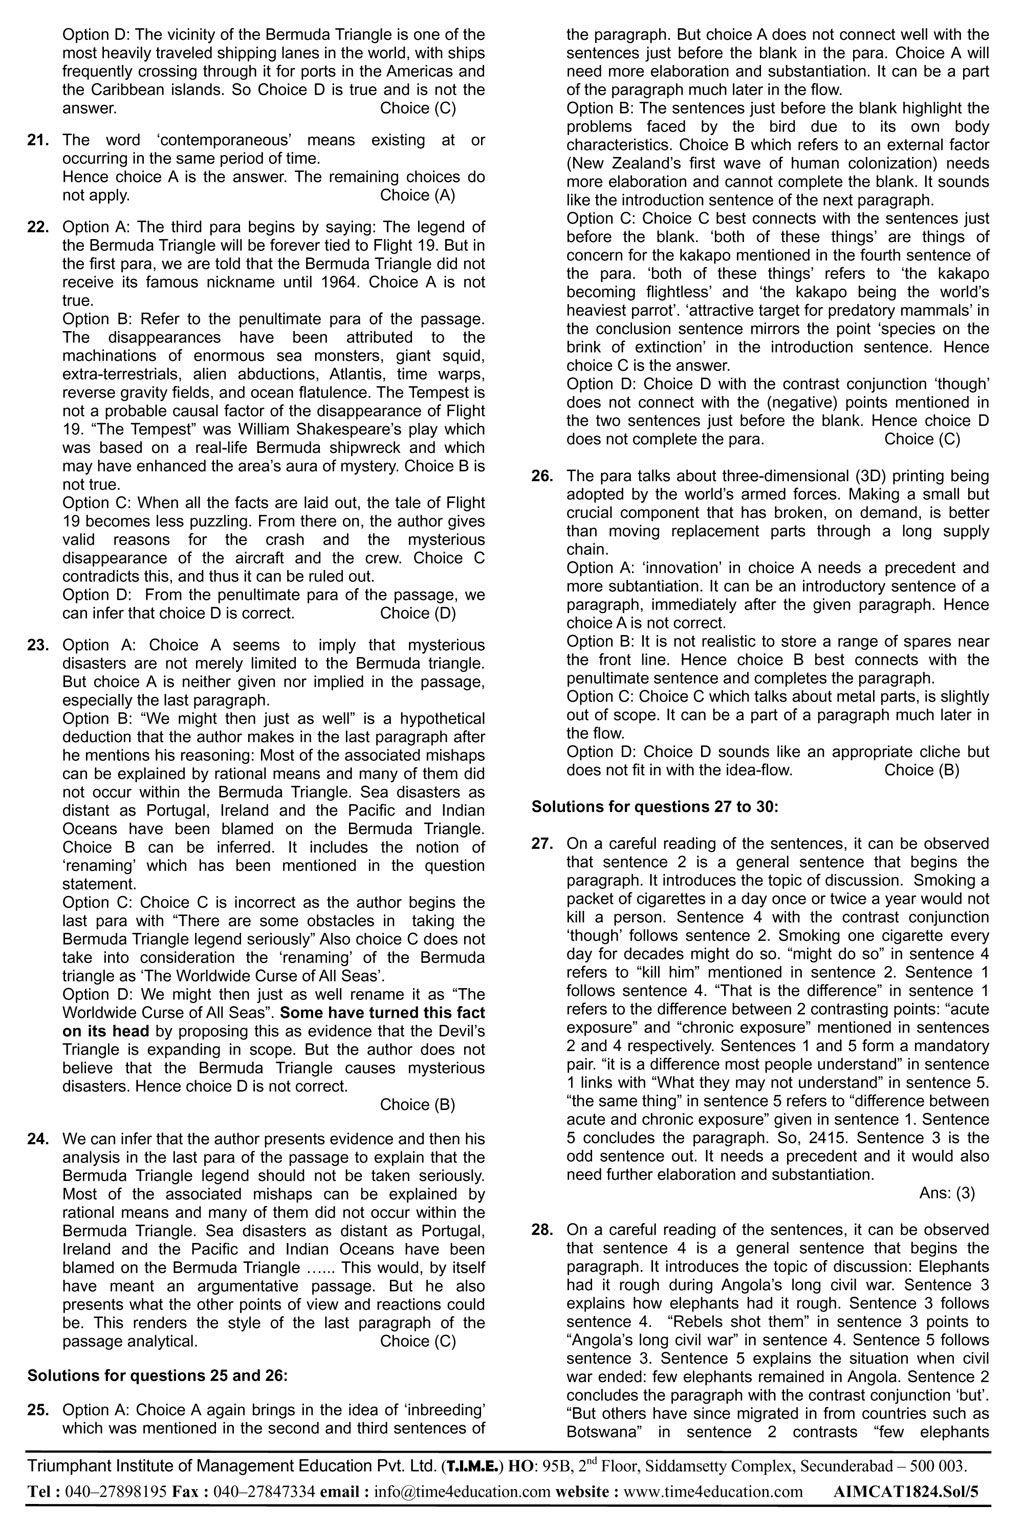 Option D: The vicinity of the Bermuda Triangle is one of the
most heavily traveled shipping lanes in the world, with ships
frequently crossing through it for ports in the Americas and
the Caribbean islands. So Choice D is true and is not the
answer. Choice (C)
21. The word ‘contemporaneous’ means existing at or
occurring in the same period of time.
Hence choice A is the answer. The remaining choices do
not apply. Choice (A)
22. Option A: The third para begins by saying: The legend of
the Bermuda Triangle will be forever tied to Flight 19. But in
the first para, we are told that the Bermuda Triangle did not
receive its famous nickname until 1964. Choice A is not
true.
Option B: Refer to the penultimate para of the passage.
The disappearances have been attributed to the
machinations of enormous sea monsters, giant squid,
extra-terrestrials, alien abductions, Atlantis, time warps,
reverse gravity fields, and ocean flatulence. The Tempest is
not a probable causal factor of the disappearance of Flight
19. “The Tempest” was William Shakespeare’s play which
was based on a real-life Bermuda shipwreck and which
may have enhanced the area’s aura of mystery. Choice B is
not true.
Option C: When all the facts are laid out, the tale of Flight
19 becomes less puzzling. From there on, the author gives
valid reasons for the crash and the mysterious
disappearance of the aircraft and the crew. Choice C
contradicts this, and thus it can be ruled out.
Option D: From the penultimate para of the passage, we
can infer that choice D is correct. Choice (D)
23. Option A: Choice A seems to imply that mysterious
disasters are not merely limited to the Bermuda triangle.
But choice A is neither given nor implied in the passage,
especially the last paragraph.
Option B: “We might then just as well” is a hypothetical
deduction that the author makes in the last paragraph after
he mentions his reasoning: Most of the associated mishaps
can be explained by rational means and many of them did
not occur within the Bermuda Triangle. Sea disasters as
distant as Portugal, Ireland and the Pacific and Indian
Oceans have been blamed on the Bermuda Triangle.
Choice B can be inferred. It includes the notion of
‘renaming’ which has been mentioned in the question
statement.
Option C: Choice C is incorrect as the author begins the
last para with “There are some obstacles in taking the
Bermuda Triangle legend seriously” Also choice C does not
take into consideration the ‘renaming’ of the Bermuda
triangle as ‘The Worldwide Curse of All Seas’.
Option D: We might then just as well rename it as “The
Worldwide Curse of All Seas”. Some have turned this fact
on its head by proposing this as evidence that the Devil’s
Triangle is expanding in scope. But the author does not
believe that the Bermuda Triangle causes mysterious
disasters. Hence choice D is not correct.
Choice (B)
24. We can infer that the author presents evidence and then his
analysis in the last para of the passage to explain that the
Bermuda Triangle legend should not be taken seriously.
Most of the associated mishaps can be explained by
rational means and many of them did not occur within the
Bermuda Triangle. Sea disasters as distant as Portugal,
Ireland and the Pacific and Indian Oceans have been
blamed on the Bermuda Triangle …... This would, by itself
have meant an argumentative passage. But he also
presents what the other points of view and reactions could
be. This renders the style of the last paragraph of the
passage analytical. Choice (C)
Solutions for questions 25 and 26:
25. Option A: Choice A again brings in the idea of ‘inbreeding’
which was mentioned in the second and third sentences of
the paragraph. But choice A does not connect well with the
sentences just before the blank in the para. Choice A will
need more elaboration and substantiation. It can be a part
of the paragraph much later in the flow.
Option B: The sentences just before the blank highlight the
problems faced by the bird due to its own body
characteristics. Choice B which refers to an external factor
(New Zealand’s first wave of human colonization) needs
more elaboration and cannot complete the blank. It sounds
like the introduction sentence of the next paragraph.
Option C: Choice C best connects with the sentences just
before the blank. ‘both of these things’ are things of
concern for the kakapo mentioned in the fourth sentence of
the para. ‘both of these things’ refers to ‘the kakapo
becoming flightless’ and ‘the kakapo being the world’s
heaviest parrot’. ‘attractive target for predatory mammals’ in
the conclusion sentence mirrors the point ‘species on the
brink of extinction’ in the introduction sentence. Hence
choice C is the answer.
Option D: Choice D with the contrast conjunction ‘though’
does not connect with the (negative) points mentioned in
the two sentences just before the blank. Hence choice D
does not complete the para. Choice (C)
26. The para talks about three-dimensional (3D) printing being
adopted by the world’s armed forces. Making a small but
crucial component that has broken, on demand, is better
than moving replacement parts through a long supply
chain.
Option A: ‘innovation’ in choice A needs a precedent and
more subtantiation. It can be an introductory sentence of a
paragraph, immediately after the given paragraph. Hence
choice A is not correct.
Option B: It is not realistic to store a range of spares near
the front line. Hence choice B best connects with the
penultimate sentence and completes the paragraph.
Option C: Choice C which talks about metal parts, is slightly
out of scope. It can be a part of a paragraph much later in
the flow.
Option D: Choice D sounds like an appropriate cliche but
does not fit in with the idea-flow. Choice (B)
Solutions for questions 27 to 30:
27. On a careful reading of the sentences, it can be observed
that sentence 2 is a general sentence that begins the
paragraph. It introduces the topic of discussion. Smoking a
packet of cigarettes in a day once or twice a year would not
kill a person. Sentence 4 with the contrast conjunction
‘though’ follows sentence 2. Smoking one cigarette every
day for decades might do so. “might do so” in sentence 4
refers to “kill him” mentioned in sentence 2. Sentence 1
follows sentence 4. “That is the difference” in sentence 1
refers to the difference between 2 contrasting points: “acute
exposure” and “chronic exposure” mentioned in sentences
2 and 4 respectively. Sentences 1 and 5 form a mandatory
pair. “it is a difference most people understand” in sentence
1 links with “What they may not understand” in sentence 5.
“the same thing” in sentence 5 refers to “difference between
acute and chronic exposure” given in sentence 1. Sentence
5 concludes the paragraph. So, 2415. Sentence 3 is the
odd sentence out. It needs a precedent and it would also
need further elaboration and substantiation.
Ans: (3)
28. On a careful reading of the sentences, it can be observed
that sentence 4 is a general sentence that begins the
paragraph. It introduces the topic of discussion: Elephants
had it rough during Angola’s long civil war. Sentence 3
explains how elephants had it rough. Sentence 3 follows
sentence 4. “Rebels shot them” in sentence 3 points to
“Angola’s long civil war” in sentence 4. Sentence 5 follows
sentence 3. Sentence 5 explains the situation when civil
war ended: few elephants remained in Angola. Sentence 2
concludes the paragraph with the contrast conjunction ‘but’.
“But others have since migrated in from countries such as
Botswana” in sentence 2 contrasts “few elephants
Triumphant Institute of Management Education Pvt. Ltd. (T.I.M.E.) HO: 95B, 2nd Floor, Siddamsetty Complex, Secunderabad – 500 003.
Tel : 040–27898195 Fax : 040–27847334 email : info@time4education.com website : www.time4education.com AIMCAT1824.Sol/5